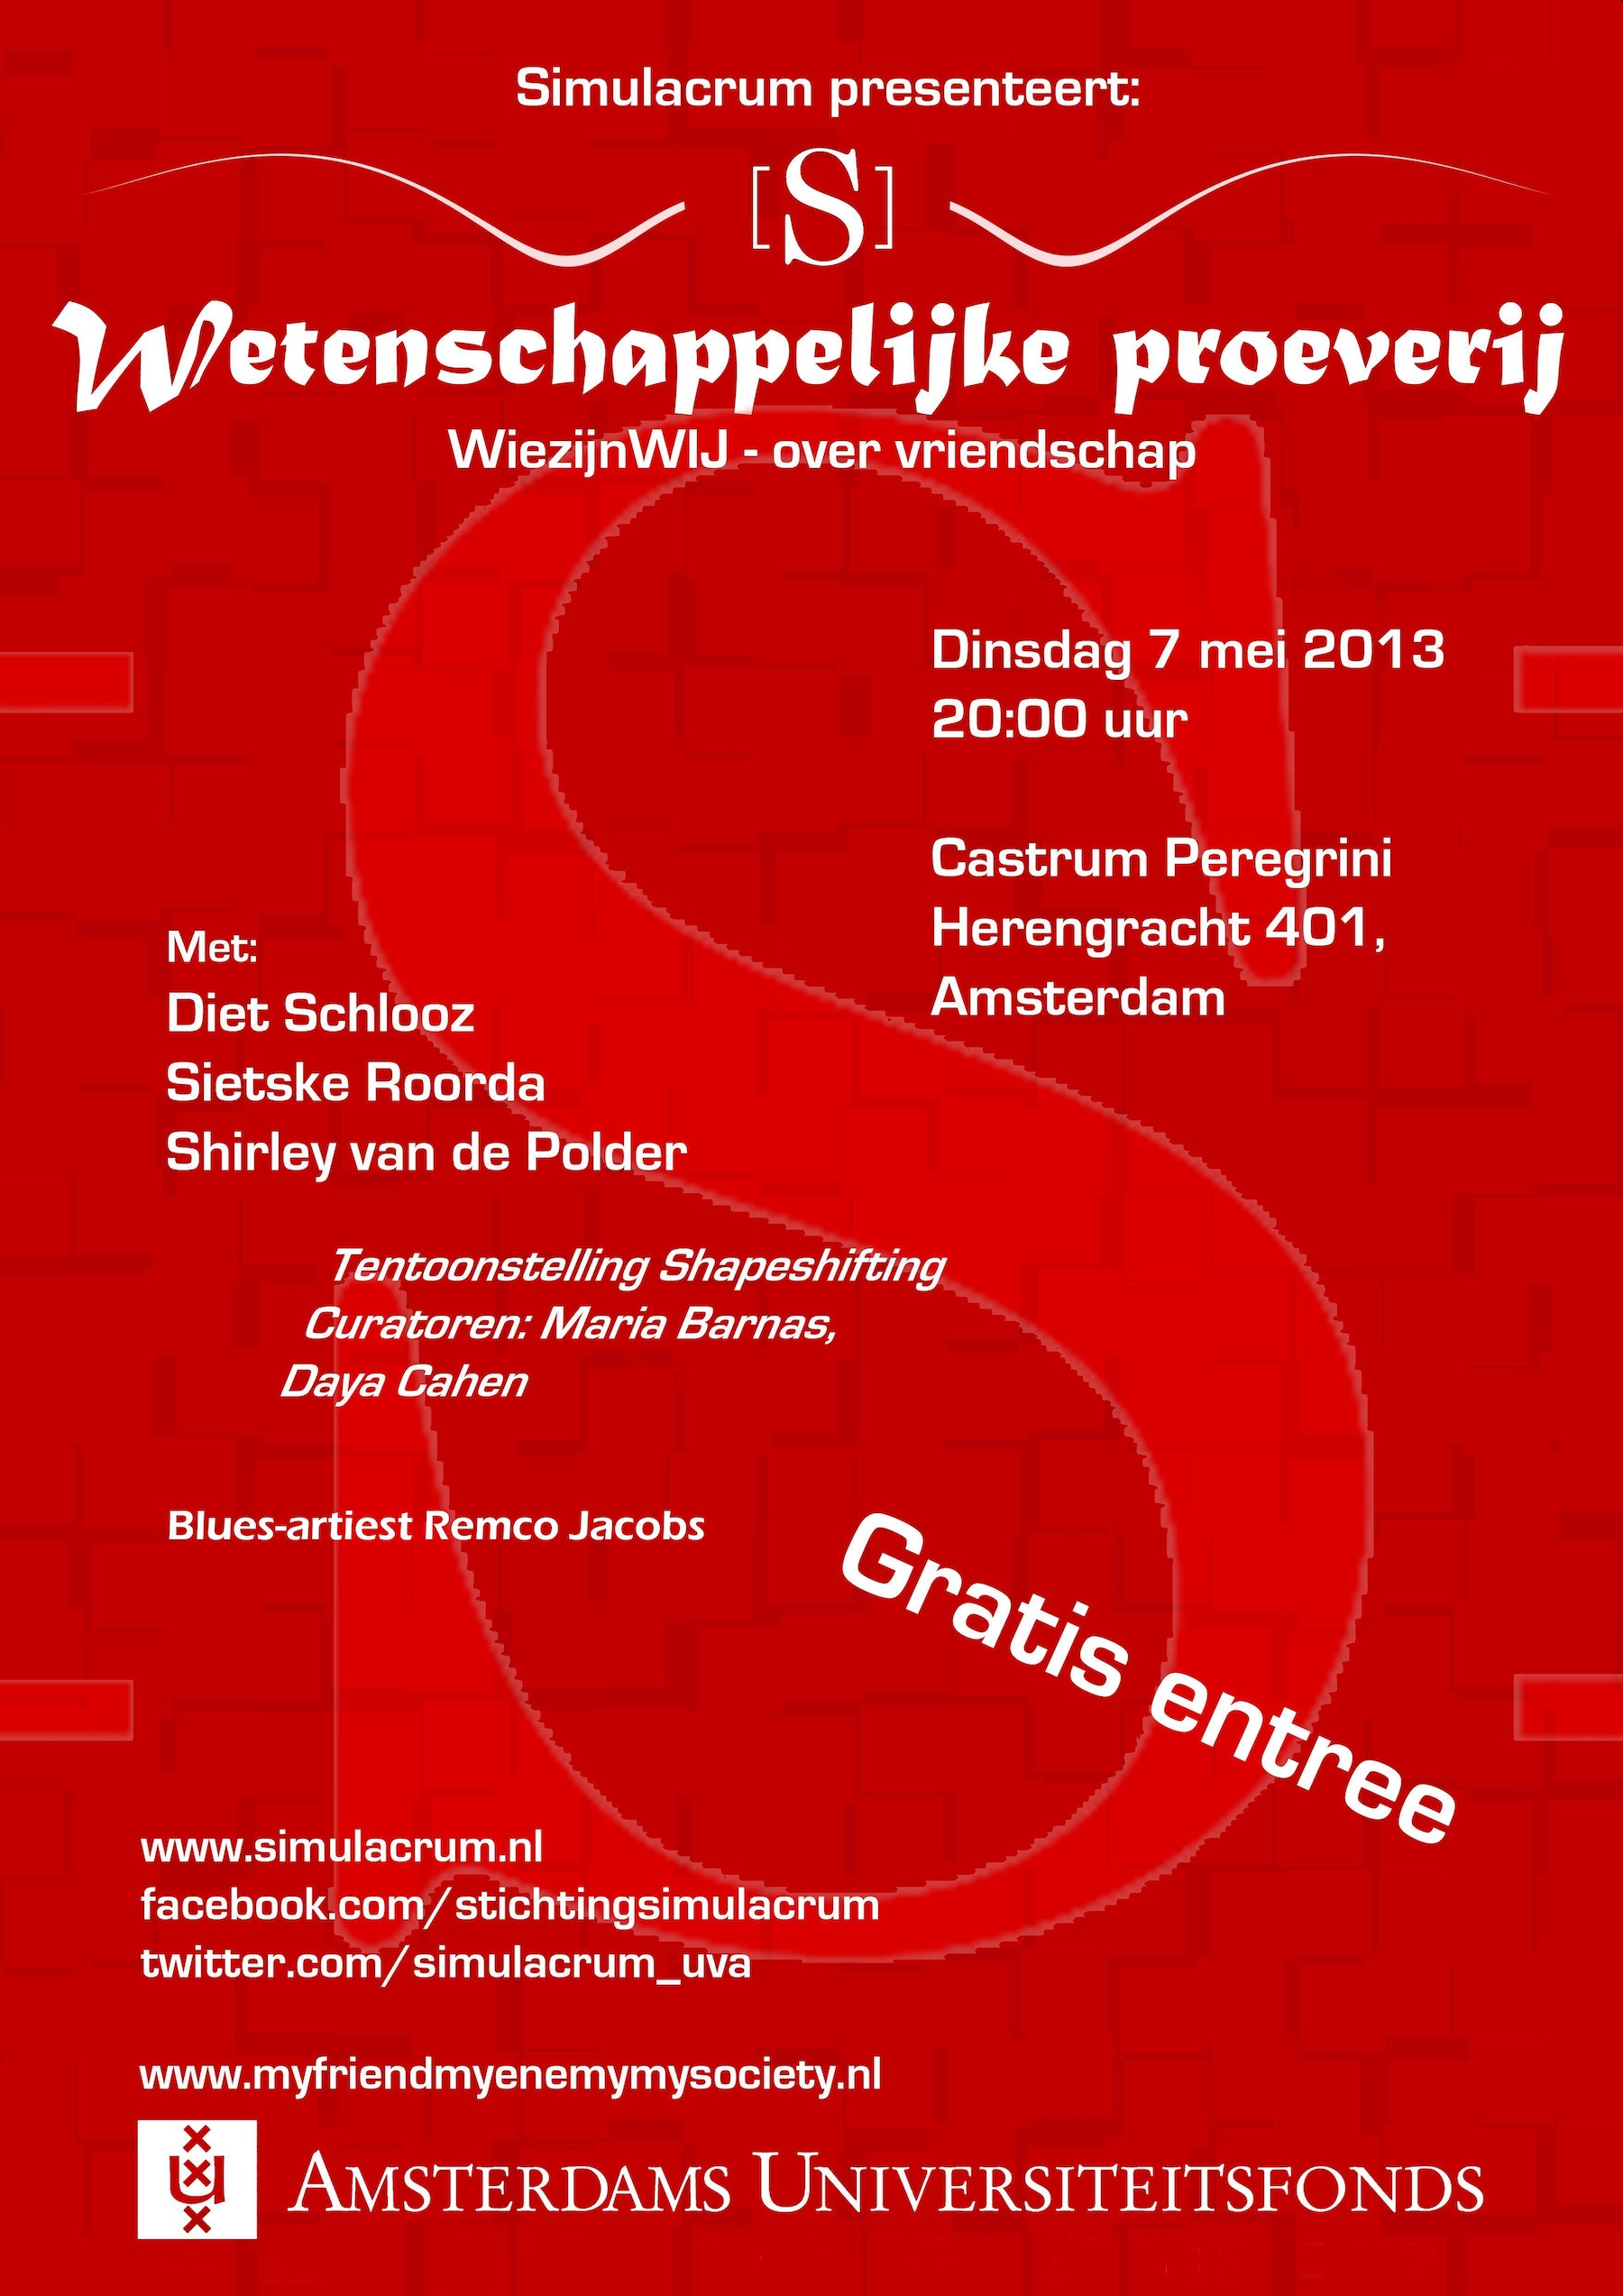 Simulacrum presenteert:
[S]
Wetenschappelijke proeverij
WiezijnWIJ - over vriendschap
Dinsdag 7 mei 2013
20:00 uur
Castrum Peregrini
Herengracht 401,
Amsterdam
Met:
Diet Schlooz
Sietske Roorda
Shirley van de Polder
Tentoonstelling Shapeshifting
Curatoren: Maria Barnas,
Daya Cahen
Blues-artiest Remco Jacobs
Gratis entree
www.simulacrum.nl
facebook.com/stichtingsimulacrum
twitter.com/simulacrum_uva
www.myfriendmyenemymysociety.nl
AMSTERDAMS UNIVERSITEITSFONDS